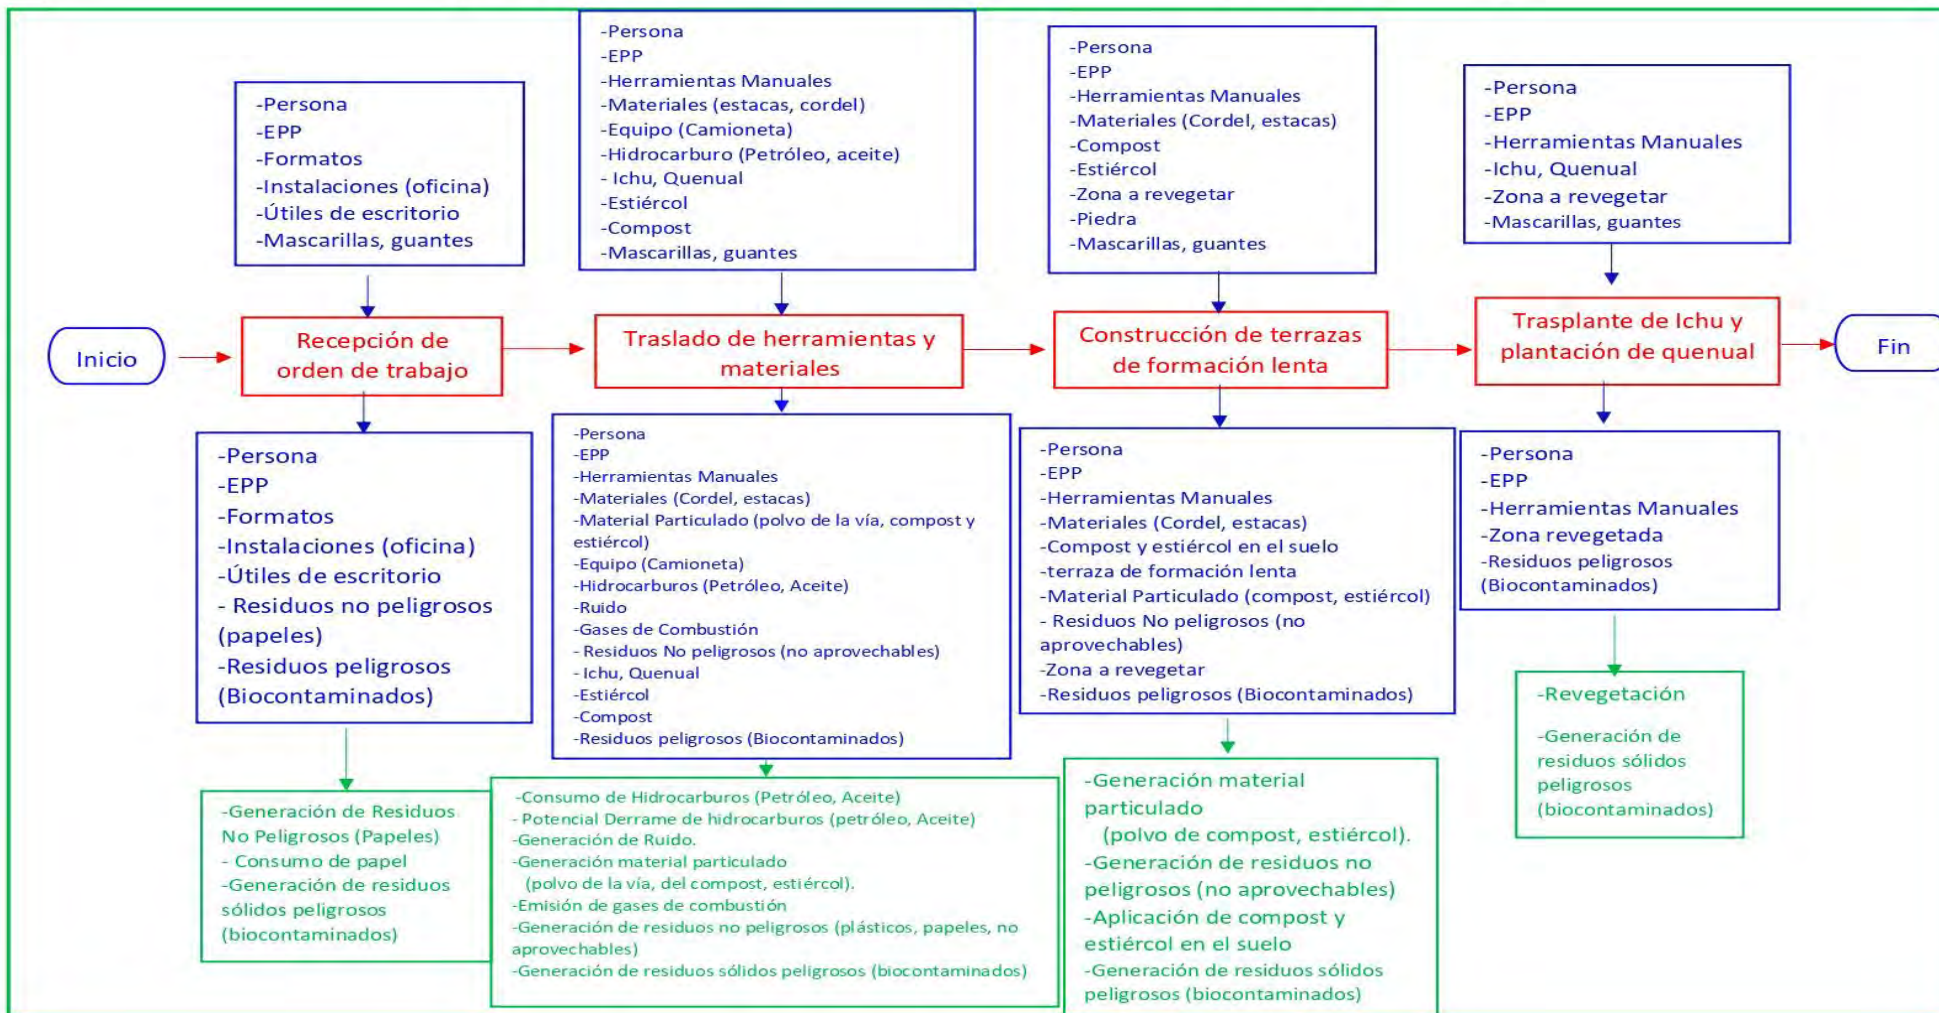 -Persona
-EPP
-Formatos
-Instalaciones (oficina)
-Útiles de escritorio
-Mascarillas, guantes
-Persona
-EPP
-Herramientas Manuales
-Materiales (estacas, cordel)
-Equipo (Camioneta)
-Hidrocarburo (Petróleo, aceite)
- Ichu, Quenual
-Estiércol
-Compost
-Mascarillas, guantes
-Persona
-EPP
-Herramientas Manuales
-Materiales (Cordel, estacas)
-Compost
-Estiércol
-Zona a revegetar
-Piedra
-Mascarillas, guantes
-Persona
-EPP
-Herramientas Manuales
-Ichu, Quenual
-Zona a revegetar
-Mascarillas, guantes
Inicio
Recepción de
orden de trabajo
Traslado de herramientas y
materiales
Construcción de terrazas
de formación lenta
Trasplante de Ichu y
plantación de quenual
Fin
-Persona
-EPP
-Formatos
-Instalaciones (oficina)
-Útiles de escritorio
- Residuos no peligrosos
(papeles)
-Residuos peligrosos
(Biocontaminados)
-Persona
-EPP
-Herramientas Manuales
-Materiales (Cordel, estacas)
-Material Particulado (polvo de la vía, compost y
estiércol)
-Equipo (Camioneta)
-Hidrocarburos (Petróleo, Aceite)
-Ruido
-Gases de Combustión
- Residuos No peligrosos (no aprovechables)
- Ichu, Quenual
-Estiércol
-Compost
-Residuos peligrosos (Biocontaminados)
-Persona
-EPP
-Herramientas Manuales
-Materiales (Cordel, estacas)
-Compost y estiércol en el suelo
-terraza de formación lenta
-Material Particulado (compost, estiércol)
- Residuos No peligrosos (no
aprovechables)
-Zona a revegetar
-Residuos peligrosos (Biocontaminados)
-Persona
-EPP
-Herramientas Manuales
-Zona revegetada
-Residuos peligrosos
(Biocontaminados)
-Generación de Residuos
No Peligrosos (Papeles)
- Consumo de papel
-Generación de residuos
sólidos peligrosos
(biocontaminados)
-Consumo de Hidrocarburos (Petróleo, Aceite)
- Potencial Derrame de hidrocarburos (petróleo, Aceite)
-Generación de Ruido.
-Generación material particulado
(polvo de la vía, del compost, estiércol).
-Emisión de gases de combustión
-Generación de residuos no peligrosos (plásticos, papeles, no
aprovechables)
-Generación de residuos sólidos peligrosos (biocontaminados)
-Generación material
particulado
(polvo de compost, estiércol).
-Generación de residuos no
peligrosos (no aprovechables)
-Aplicación de compost y
estiércol en el suelo
-Generación de residuos sólidos
peligrosos (biocontaminados)
-Revegetación
-Generación de
residuos sólidos
peligrosos
(biocontaminados)